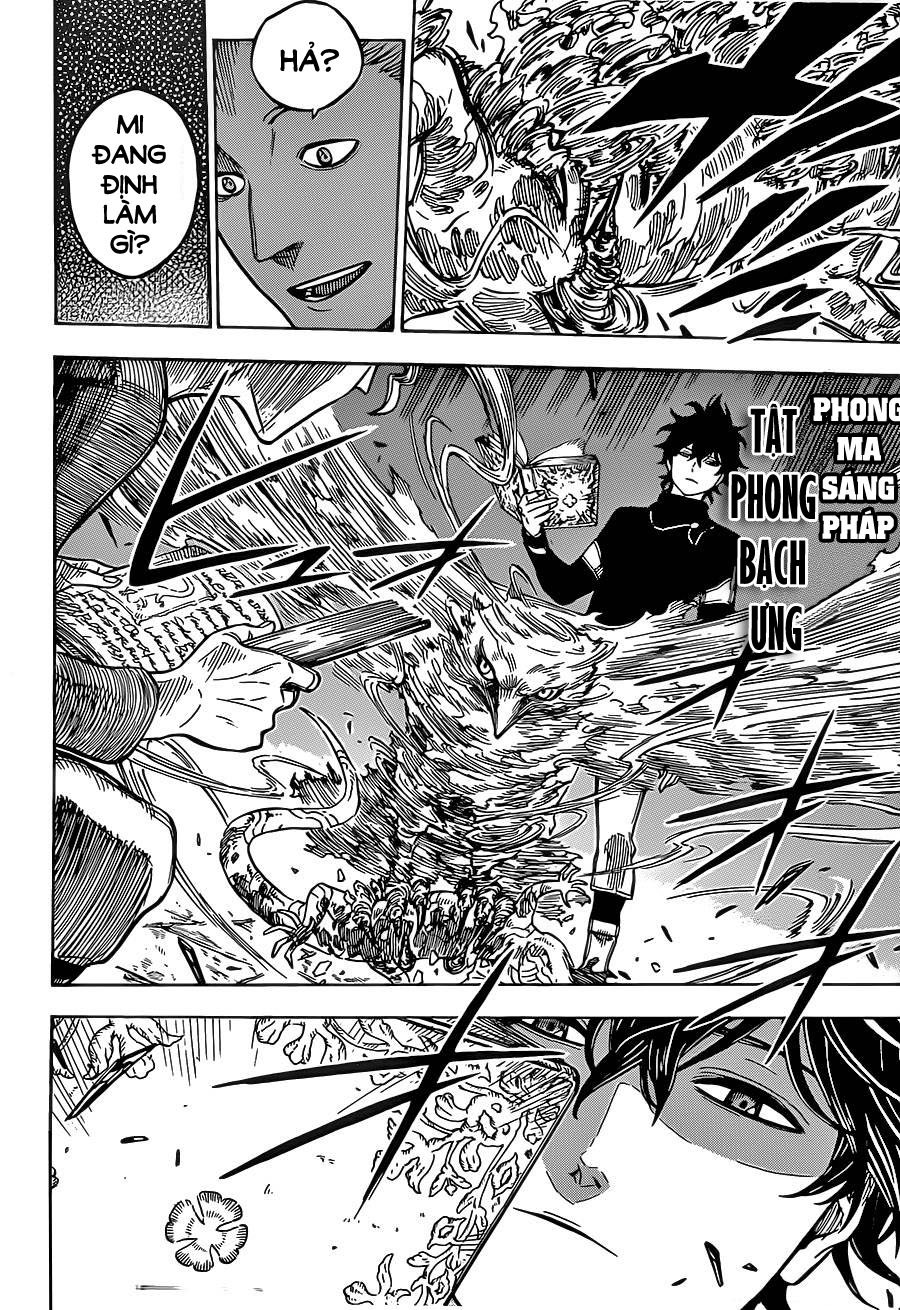 HẢ?
MI
ĐANG
ĐỊNH
LÀM
GÌ?
PHONG
MA
SÁNG
PHÁP
TẬT
PHONG
BẠCH
ƯNG